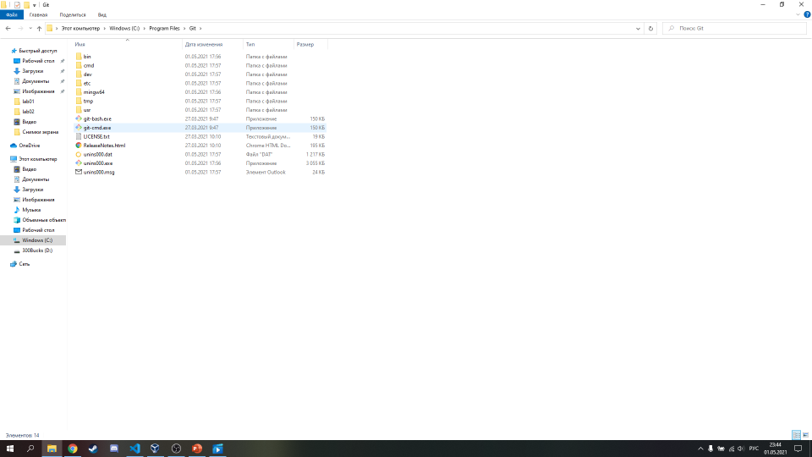 Git
Файл Главная Поделиться Вид
Этот компьютер > Windows (C:) > Program Files > Git >
Поиск: Git
Имя Дата изменения Тип Размер
Быстрый доступ
Рабочий стол
Загрузки
Документы
Изображения
lab01
lab02
Видео
Снимки экрана
OneDrive
Этот компьютер
Видео
Документы
Загрузки
Изображения
Музыка
Объемные объект
Рабочий стол
Windows (C:)
300Bucks (D:)
Сеть
bin 01.05.2021 17:56 Папка с файлами
cmd 01.05.2021 17:57 Папка с файлами
dev 01.05.2021 17:57 Папка с файлами
etc 01.05.2021 17:57 Папка с файлами
mingw64 01.05.2021 17:56 Папка с файлами
tmp 01.05.2021 17:57 Папка с файлами
usr 01.05.2021 17:57 Папка с файлами
git-bash.exe 27.03.2021 9:47 Приложение 150 КБ
git-cmd.exe 27.03.2021 9:47 Приложение 150 КБ
LICENSE.txt 27.03.2021 10:10 Текстовый докум... 19 КБ
ReleaseNotes.html 27.03.2021 10:10 Chrome HTML Do... 185 КБ
unins000.dat 01.05.2021 17:57 Файл "DAT" 1 217 КБ
unins000.exe 01.05.2021 17:56 Приложение 3 055 КБ
unins000.msg 01.05.2021 17:57 Элемент Outlook 24 КБ
Элементов: 14
РУС
23:44
01.05.2021